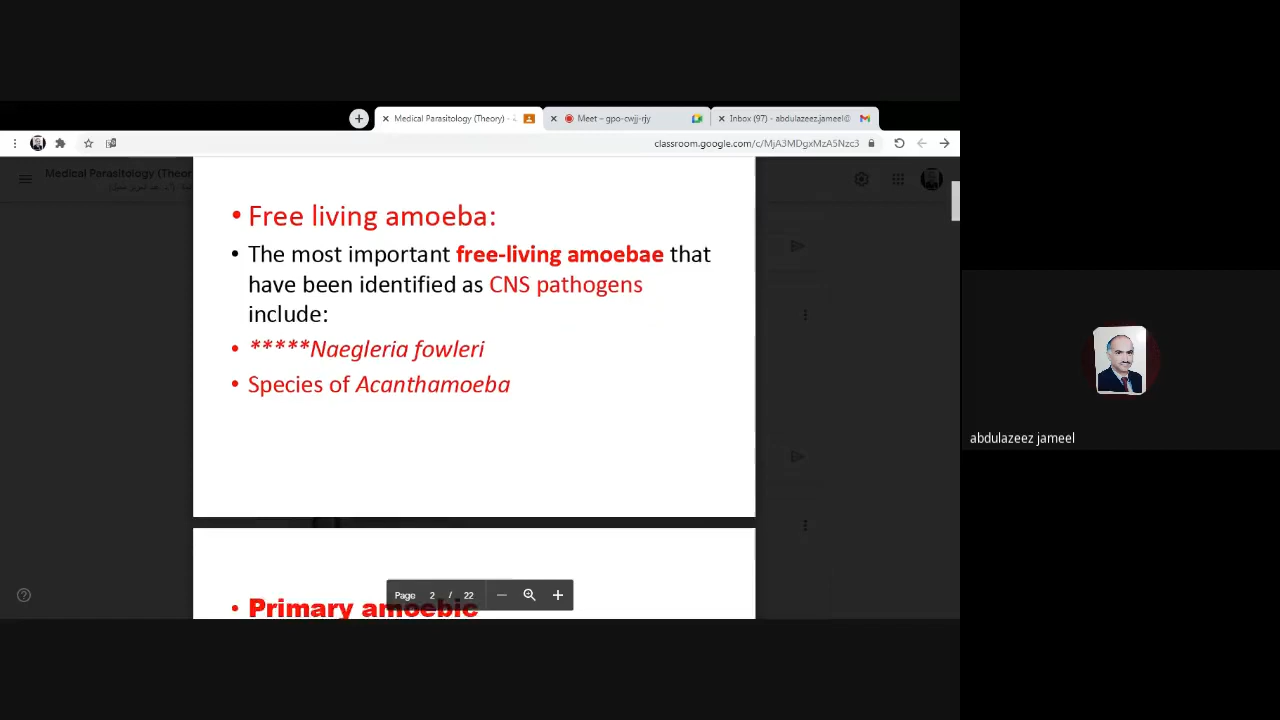 Medical Parasitology (Theory) -
Meet – gpo-cwjj-rjy
Inbox (97) - abdulazeez.jameel@
classroom.google.com/c/MjA3MDgxMzA5Nzc3
Medical Parasitology (Theor
• Free living amoeba:
• The most important free-living amoebae that
have been identified as CNS pathogens
include:
• *****Naegleria fowleri
• Species of Acanthamoeba
abdulazeez jameel
Page 2 / 22
• Primary amoebic